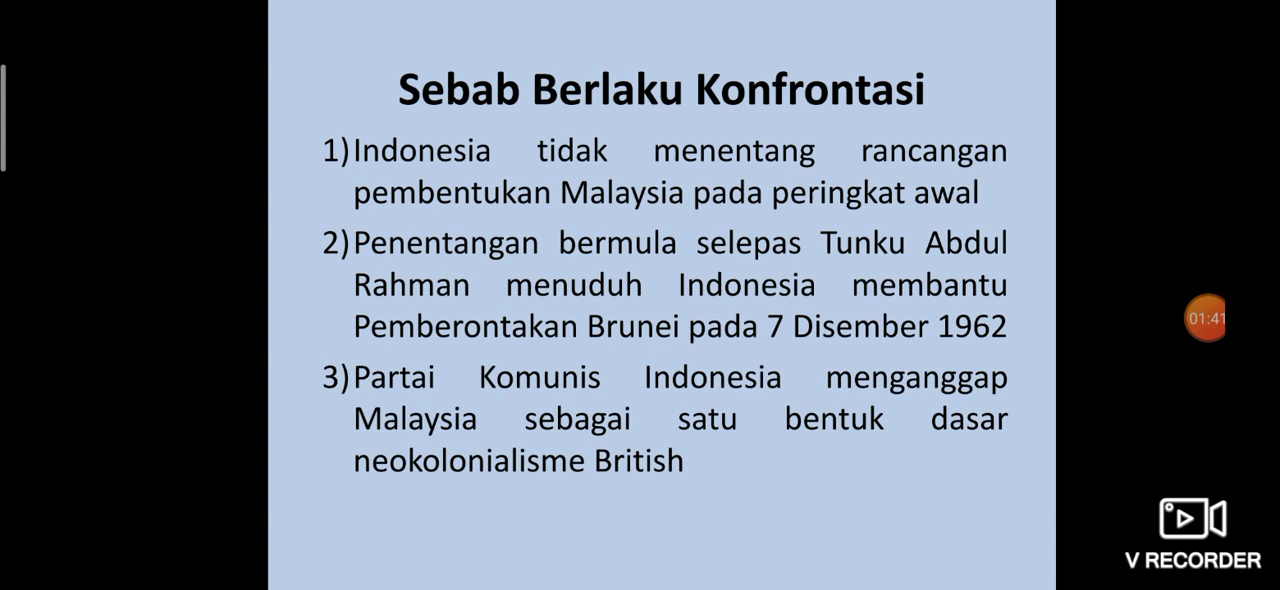 Sebab Berlaku Konfrontasi
1) Indonesia tidak menentang rancangan
pembentukan Malaysia pada peringkat awal
2) Penentangan bermula selepas Tunku Abdul
Rahman menuduh Indonesia membantu
Pemberontakan Brunei pada 7 Disember 1962
3) Partai Komunis Indonesia menganggap
Malaysia sebagai satu bentuk dasar
neokolonialisme British
01:41
V RECORDER